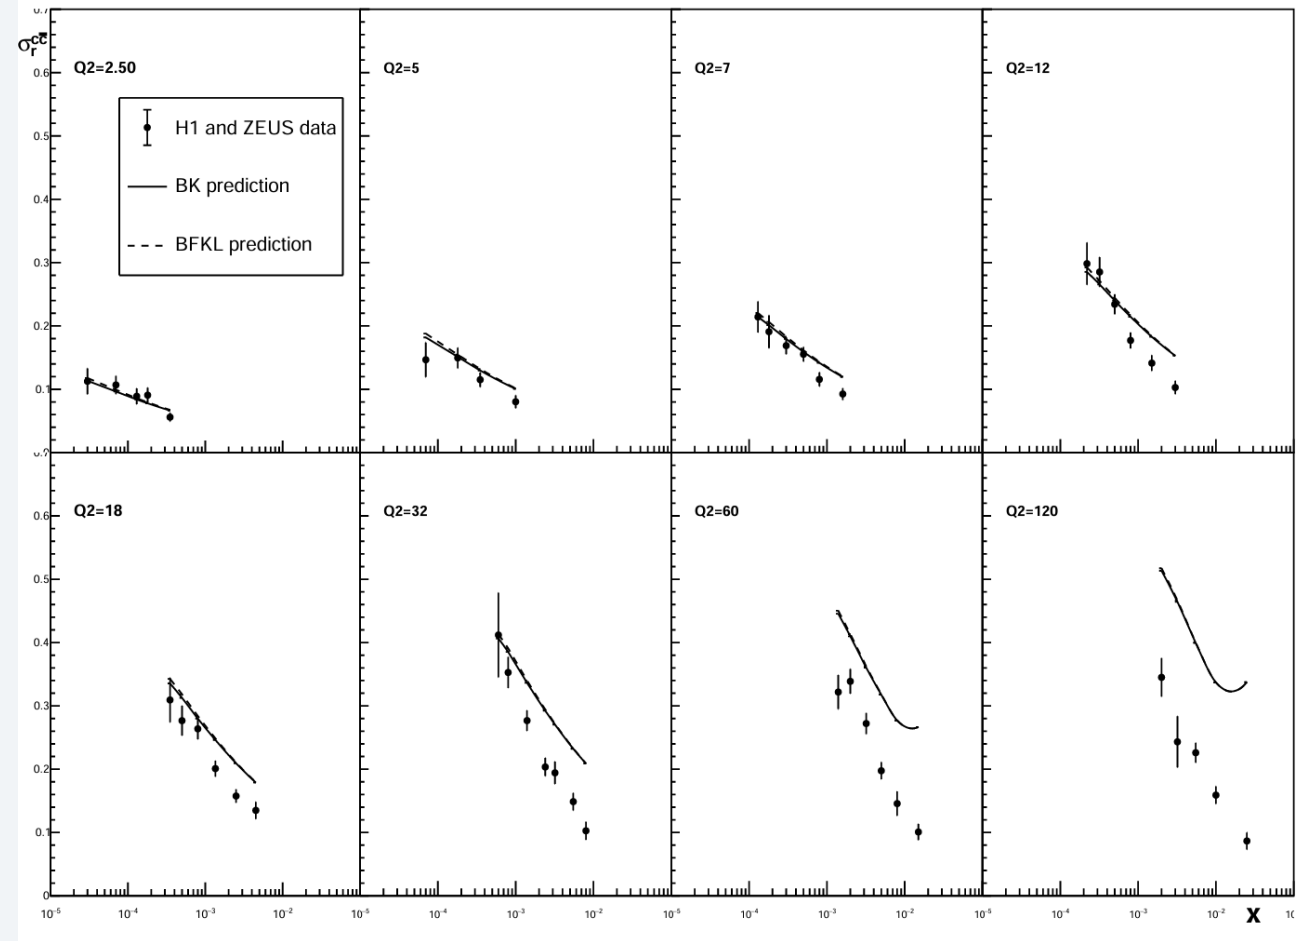 0.7
σ_r^{cc̅}
Q2=2.50 Q2=5 Q2=7 Q2=12
0.6
H1 and ZEUS data
0.5
BK prediction
0.4
BFKL prediction
0.3
0.2
0.1
0.7
Q2=18 Q2=32 Q2=60 Q2=120
0.6
0.5
0.4
0.3
0.2
0.1
0
10⁻⁵ 10⁻⁴ 10⁻³ 10⁻² 10⁻⁵ 10⁻⁴ 10⁻³ 10⁻² 10⁻⁵ 10⁻⁴ 10⁻³ 10⁻² 10⁻⁵ 10⁻⁴ 10⁻³ 10⁻² x